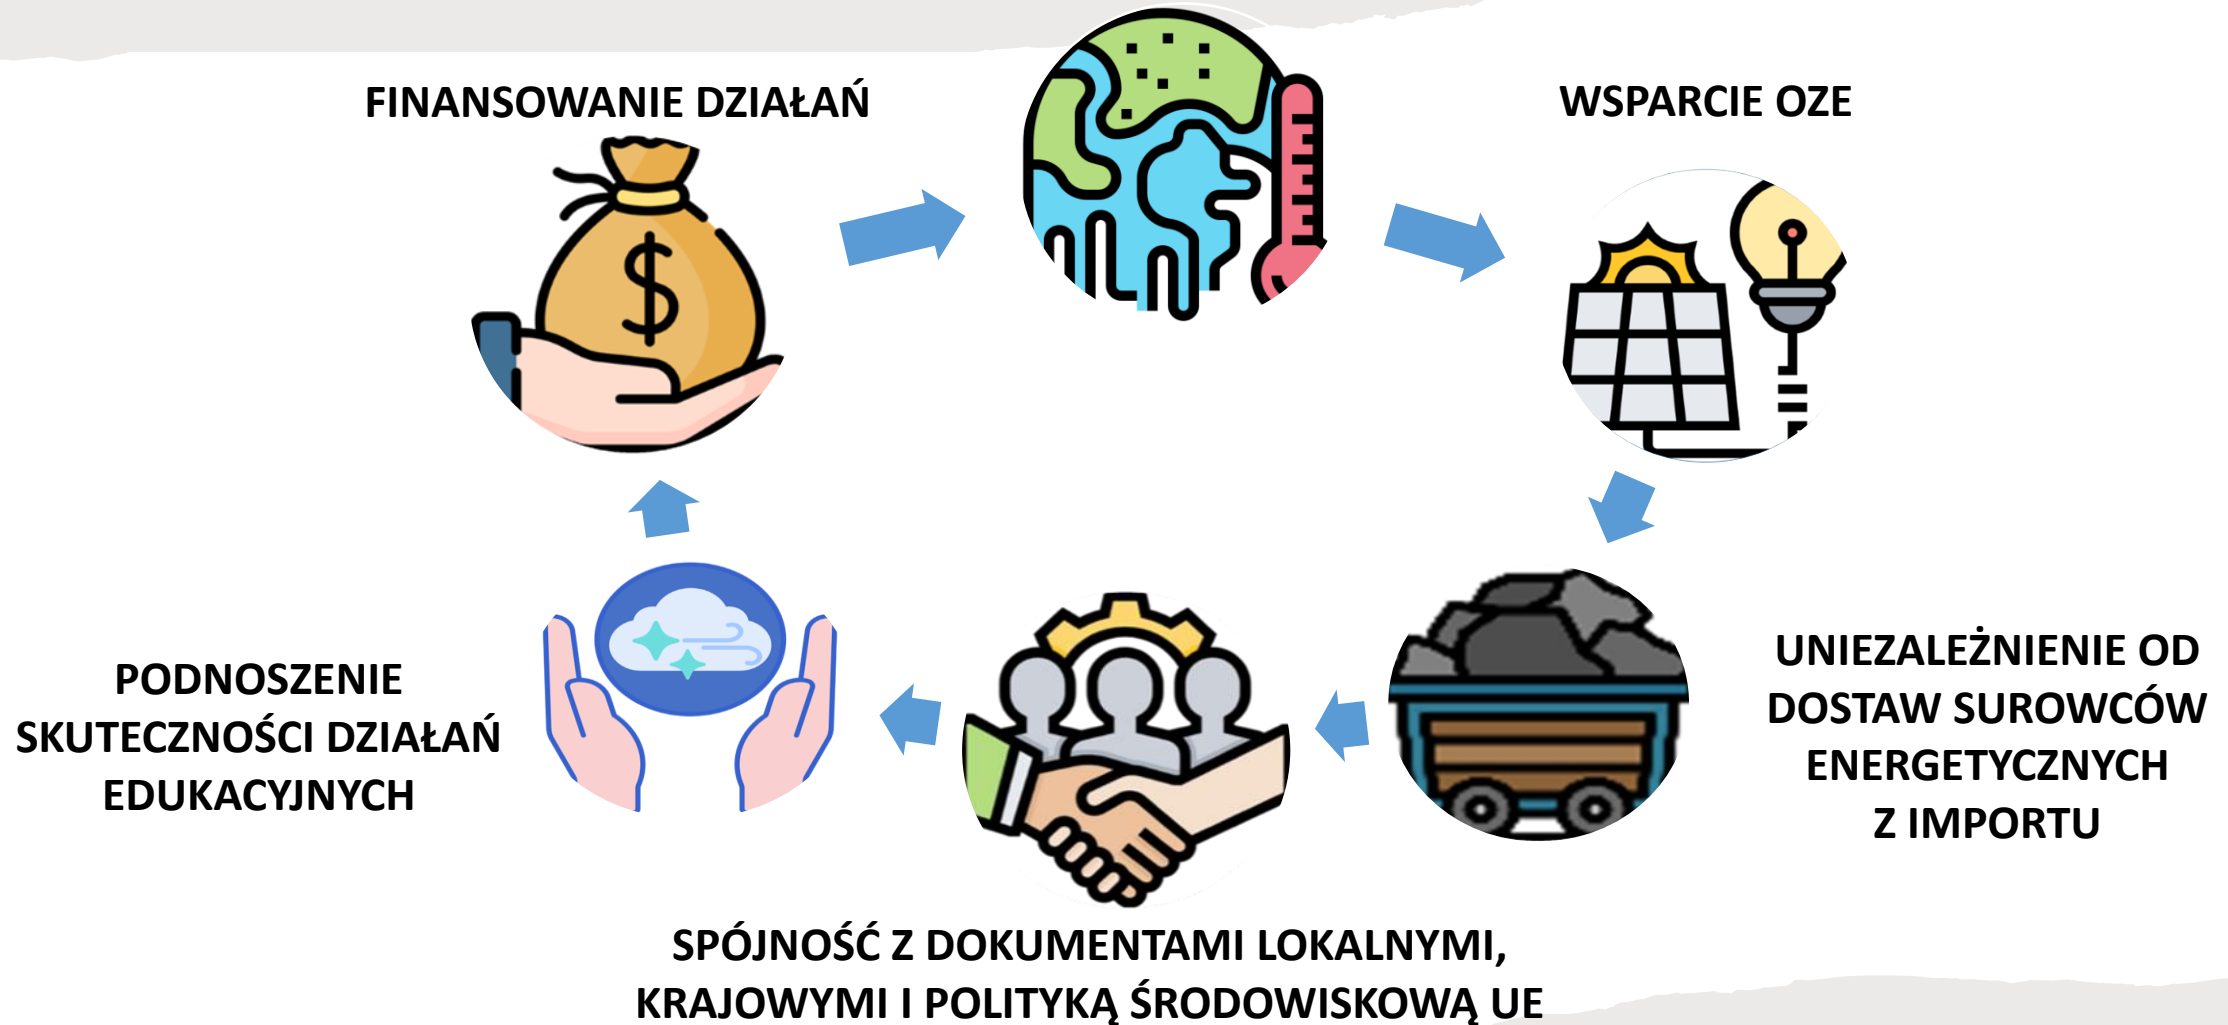 FINANSOWANIE DZIAŁAŃ
WSPARCIE OZE
$
PODNOSZENIE
SKUTECZNOŚCI DZIAŁAŃ
EDUKACYJNYCH
UNIEZALEŻNIENIE OD
DOSTAW SUROWCÓW
ENERGETYCZNYCH
Z IMPORTU
SPÓJNOŚĆ Z DOKUMENTAMI LOKALNYMI,
KRAJOWYMI I POLITYKĄ ŚRODOWISKOWĄ UE